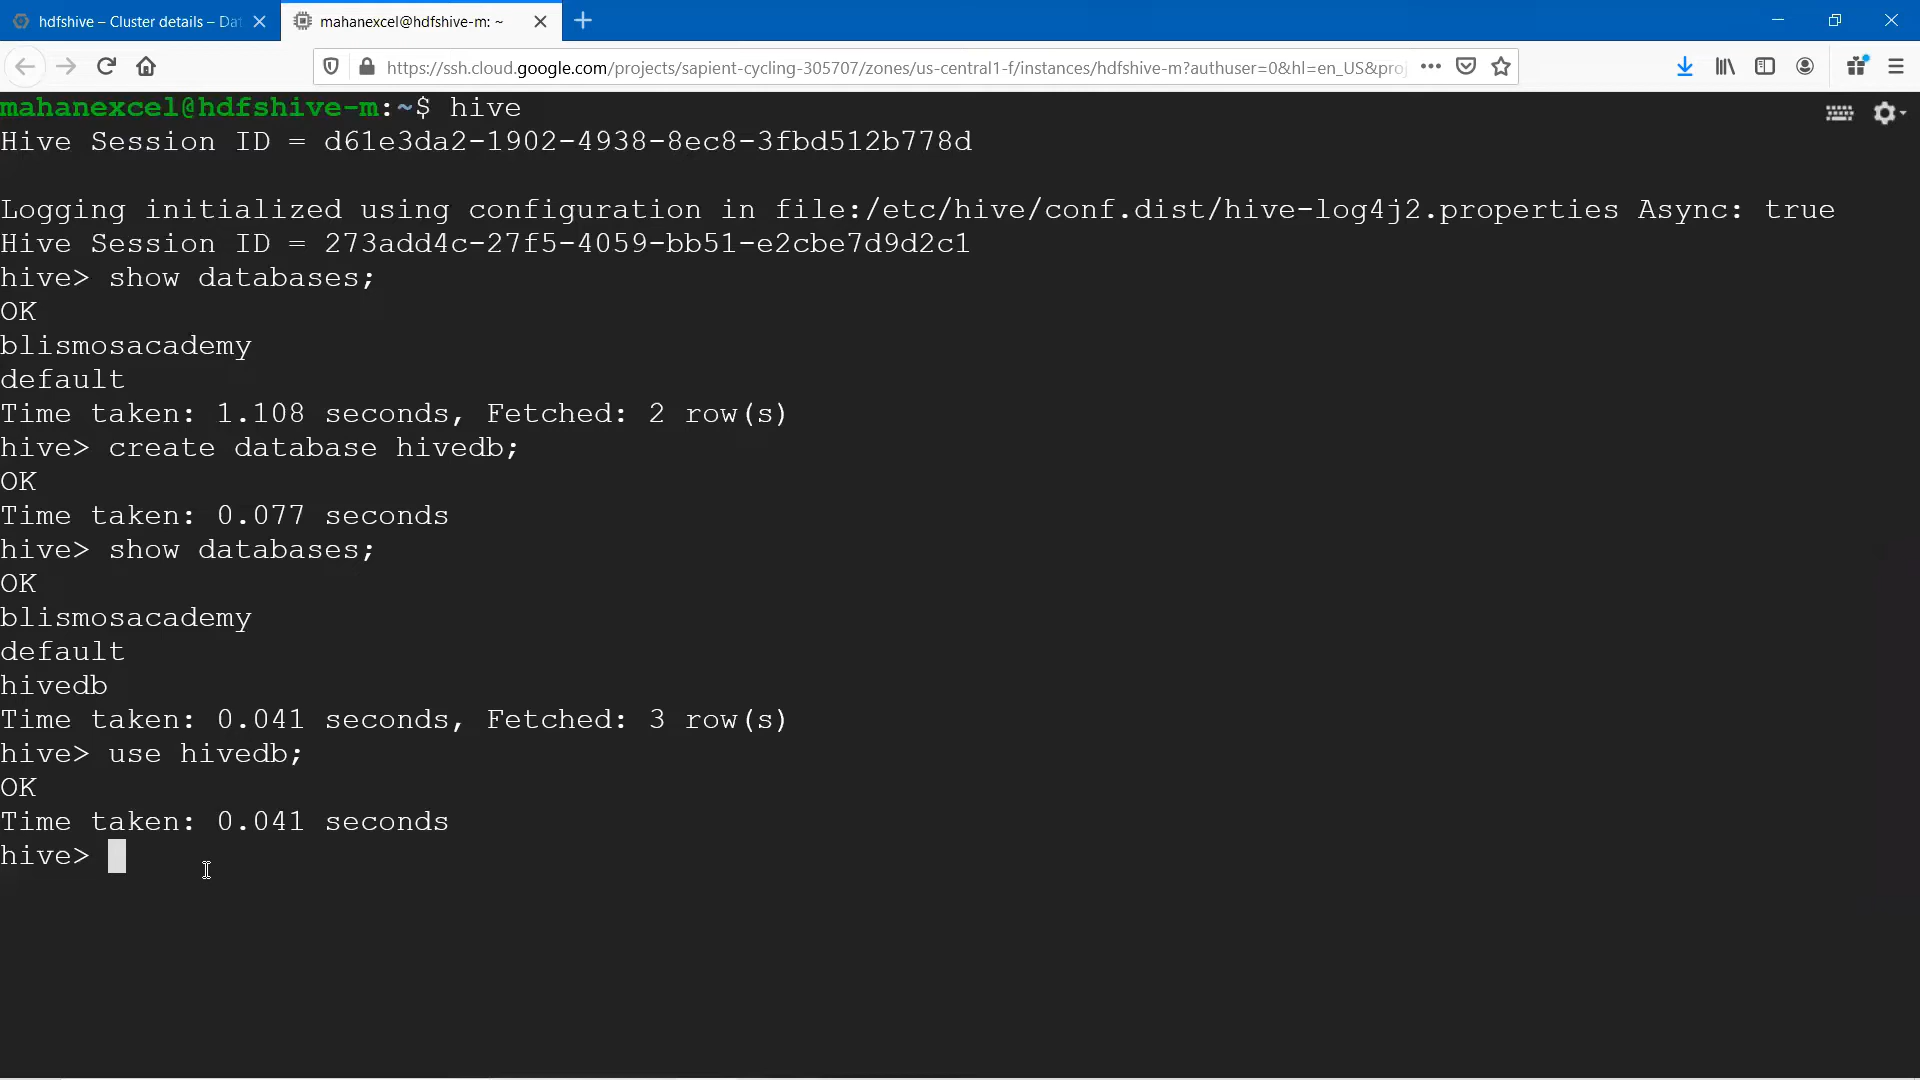 hdfshive – Cluster details – Dat
mahanexcel@hdfshive-m: ~
https://ssh.cloud.google.com/projects/sapient-cycling-305707/zones/us-central1-f/instances/hdfshive-m?authuser=0&hl=en_US&proj
mahanexcel@hdfshive-m:~$ hive
Hive Session ID = d61e3da2-1902-4938-8ec8-3fbd512b778d
Logging initialized using configuration in file:/etc/hive/conf.dist/hive-log4j2.properties Async: true
Hive Session ID = 273add4c-27f5-4059-bb51-e2cbe7d9d2c1
hive> show databases;
OK
blismosacademy
default
Time taken: 1.108 seconds, Fetched: 2 row(s)
hive> create database hivedb;
OK
Time taken: 0.077 seconds
hive> show databases;
OK
blismosacademy
default
hivedb
Time taken: 0.041 seconds, Fetched: 3 row(s)
hive> use hivedb;
OK
Time taken: 0.041 seconds
hive>